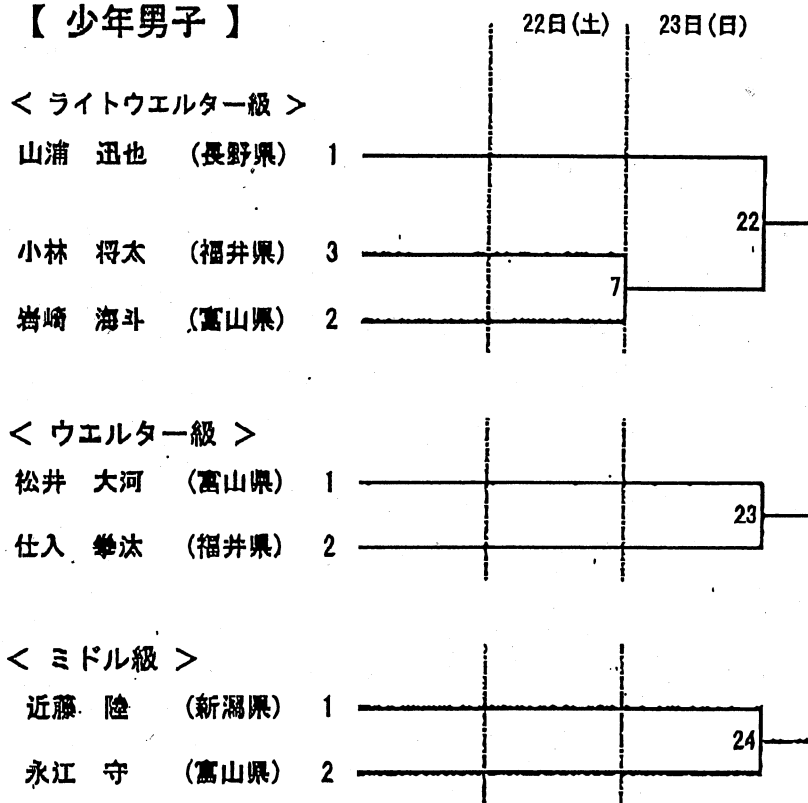 【 少年男子 】 22日(土) 23日(日)
< ライトウエルター級 >
山浦 迅也 (長野県) 1
22
小林 将太 (福井県) 3
7
岩崎 海斗 (富山県) 2
< ウエルター級 >
松井 大河 (富山県) 1
23
仕入 拳汰 (福井県) 2
< ミドル級 >
近藤 陸 (新潟県) 1
24
永江 守 (富山県) 2